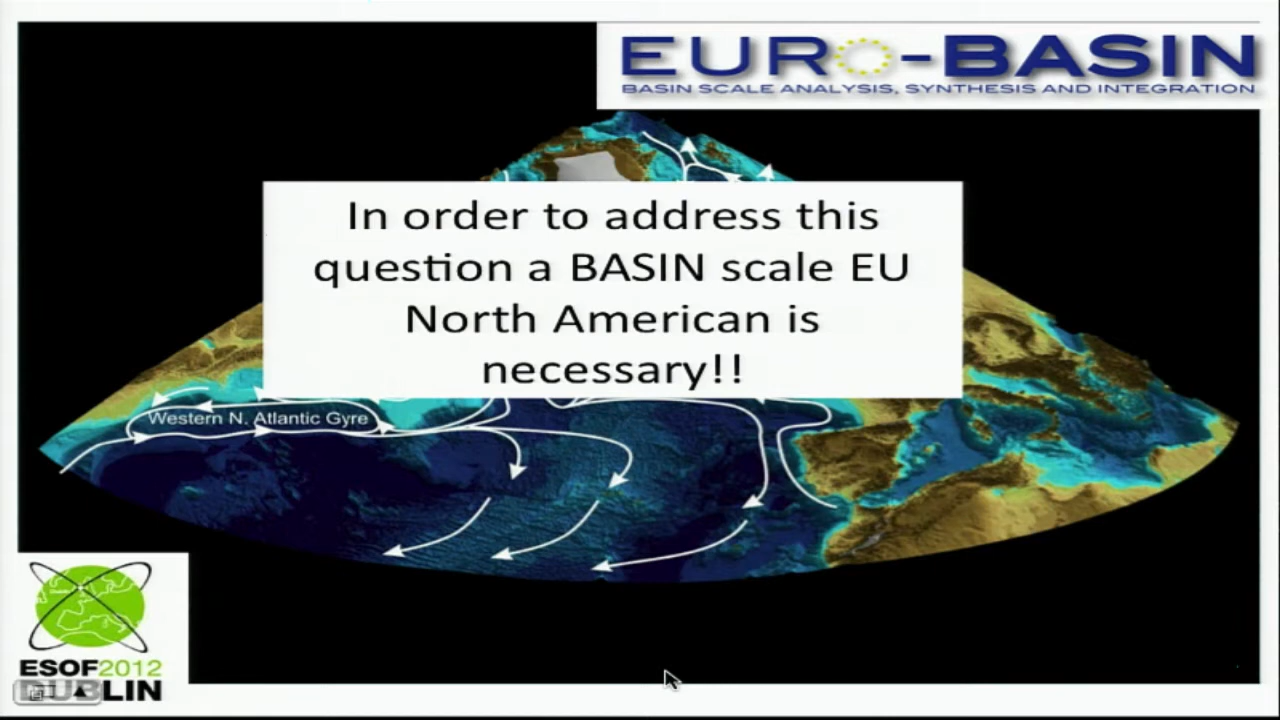 EURO-BASIN
BASIN SCALE ANALYSIS, SYNTHESIS AND INTEGRATION
In order to address this
question a BASIN scale EU
North American is
necessary!!
Western N. Atlantic Gyre
ESOF2012
DUBLIN